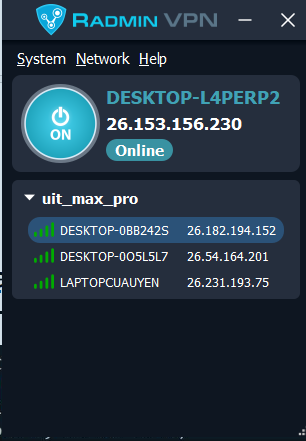 RADMIN VPN
System Network Help
ON
DESKTOP-L4PERP2
26.153.156.230
Online
uit_max_pro
DESKTOP-0BB242S 26.182.194.152
DESKTOP-0O5L5L7 26.54.164.201
LAPTOPCUAUYEN 26.231.193.75